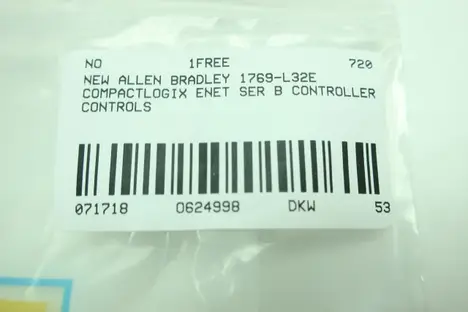 NO 1FREE 720
NEW ALLEN BRADLEY 1769-L32E
COMPACTLOGIX ENET SER B CONTROLLER
CONTROLS
071718 0624998 DKW 53